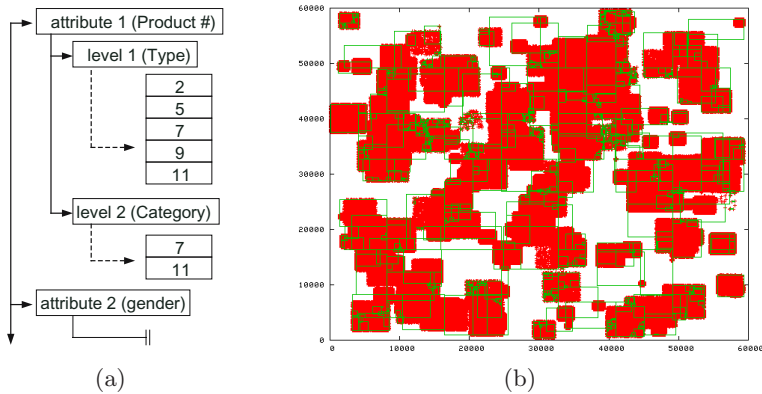 attribute 1 (Product #)
level 1 (Type)
2
5
7
9
11
level 2 (Category)
7
11
attribute 2 (gender)
(a)
60000
50000
40000
30000
20000
10000
0
0 10000 20000 30000 40000 50000 60000
(b)